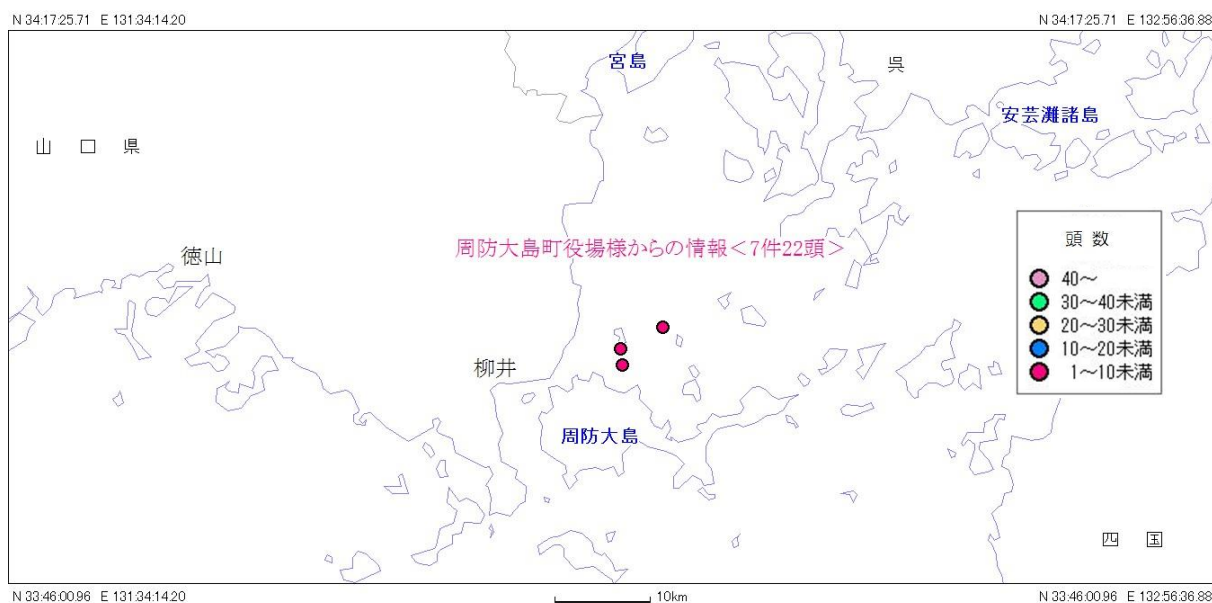 N 34:17:25.71 E 131:34:14.20
N 34:17:25.71 E 132:56:36.88
宮島
呉
安芸灘諸島
山 口 県
周防大島町役場様からの情報<7件22頭>
徳山
頭 数
40～
30～40未満
20～30未満
10～20未満
1～10未満
柳井
周防大島
四 国
N 33:46:00.96 E 131:34:14.20
10km
N 33:46:00.96 E 132:56:36.88